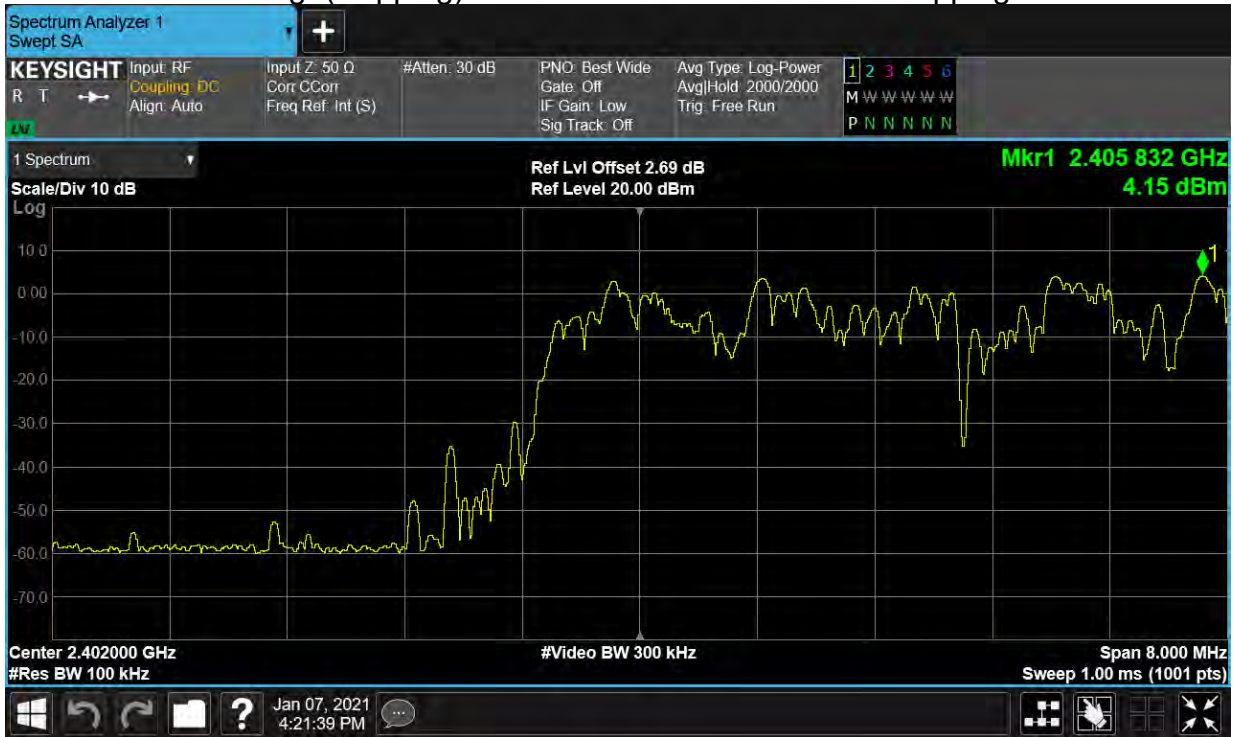 Spectrum Analyzer 1
Swept SA
+
KEYSIGHT
R T
Input: RF
Coupling: DC
Align: Auto
Input Z: 50 Ω
Corr CCorr
Freq Ref: Int (S)
#Atten: 30 dB
PNO: Best Wide
Gate: Off
IF Gain: Low
Sig Track: Off
Avg Type: Log-Power
Avg|Hold: 2000/2000
Trig: Free Run
1 2 3 4 5 6
M W W W W W
P N N N N N
1 Spectrum
Scale/Div 10 dB
Log
Ref Lvl Offset 2.69 dB
Ref Level 20.00 dBm
Mkr1 2.405 832 GHz
4.15 dBm
10.0
0.00
-10.0
-20.0
-30.0
-40.0
-50.0
-60.0
-70.0
1
Center 2.402000 GHz
#Res BW 100 kHz
#Video BW 300 kHz
Span 8.000 MHz
Sweep 1.00 ms (1001 pts)
?
Jan 07, 2021
4:21:39 PM